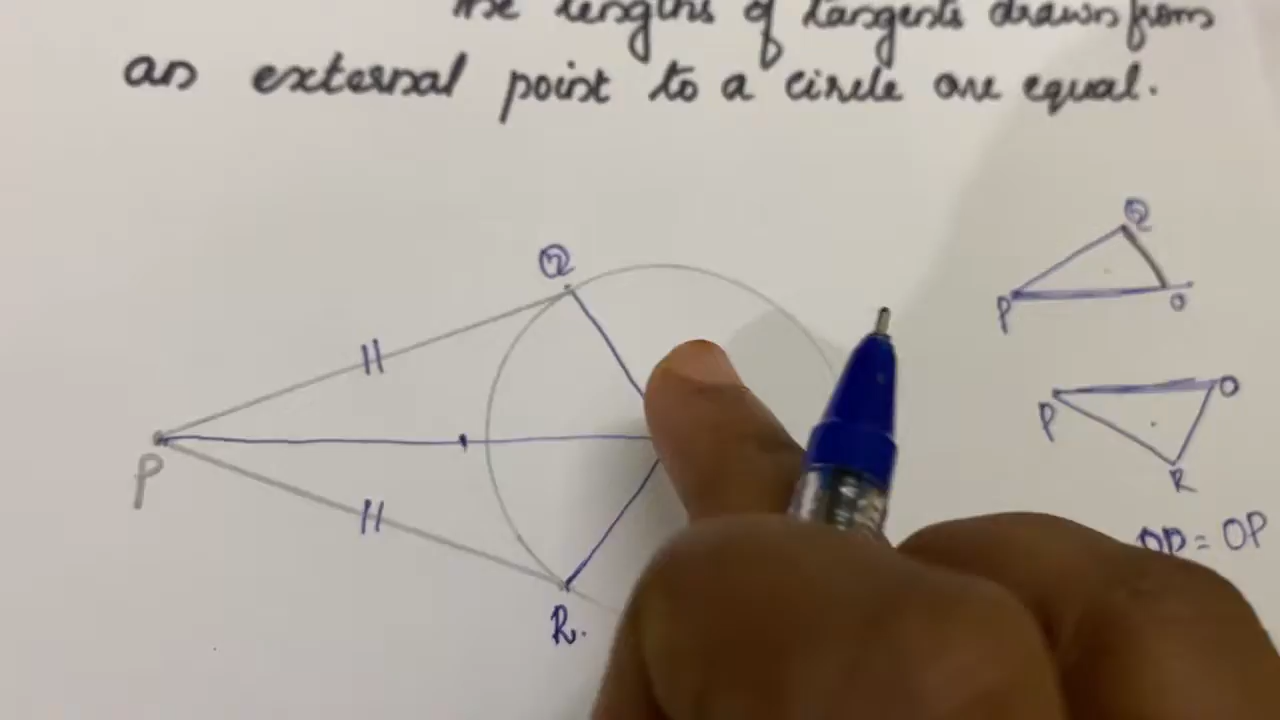 The lengths of tangents drawn from
an external point to a circle are equal.
Q
P
R.
Q
P
O
P
O
R
OP = OP